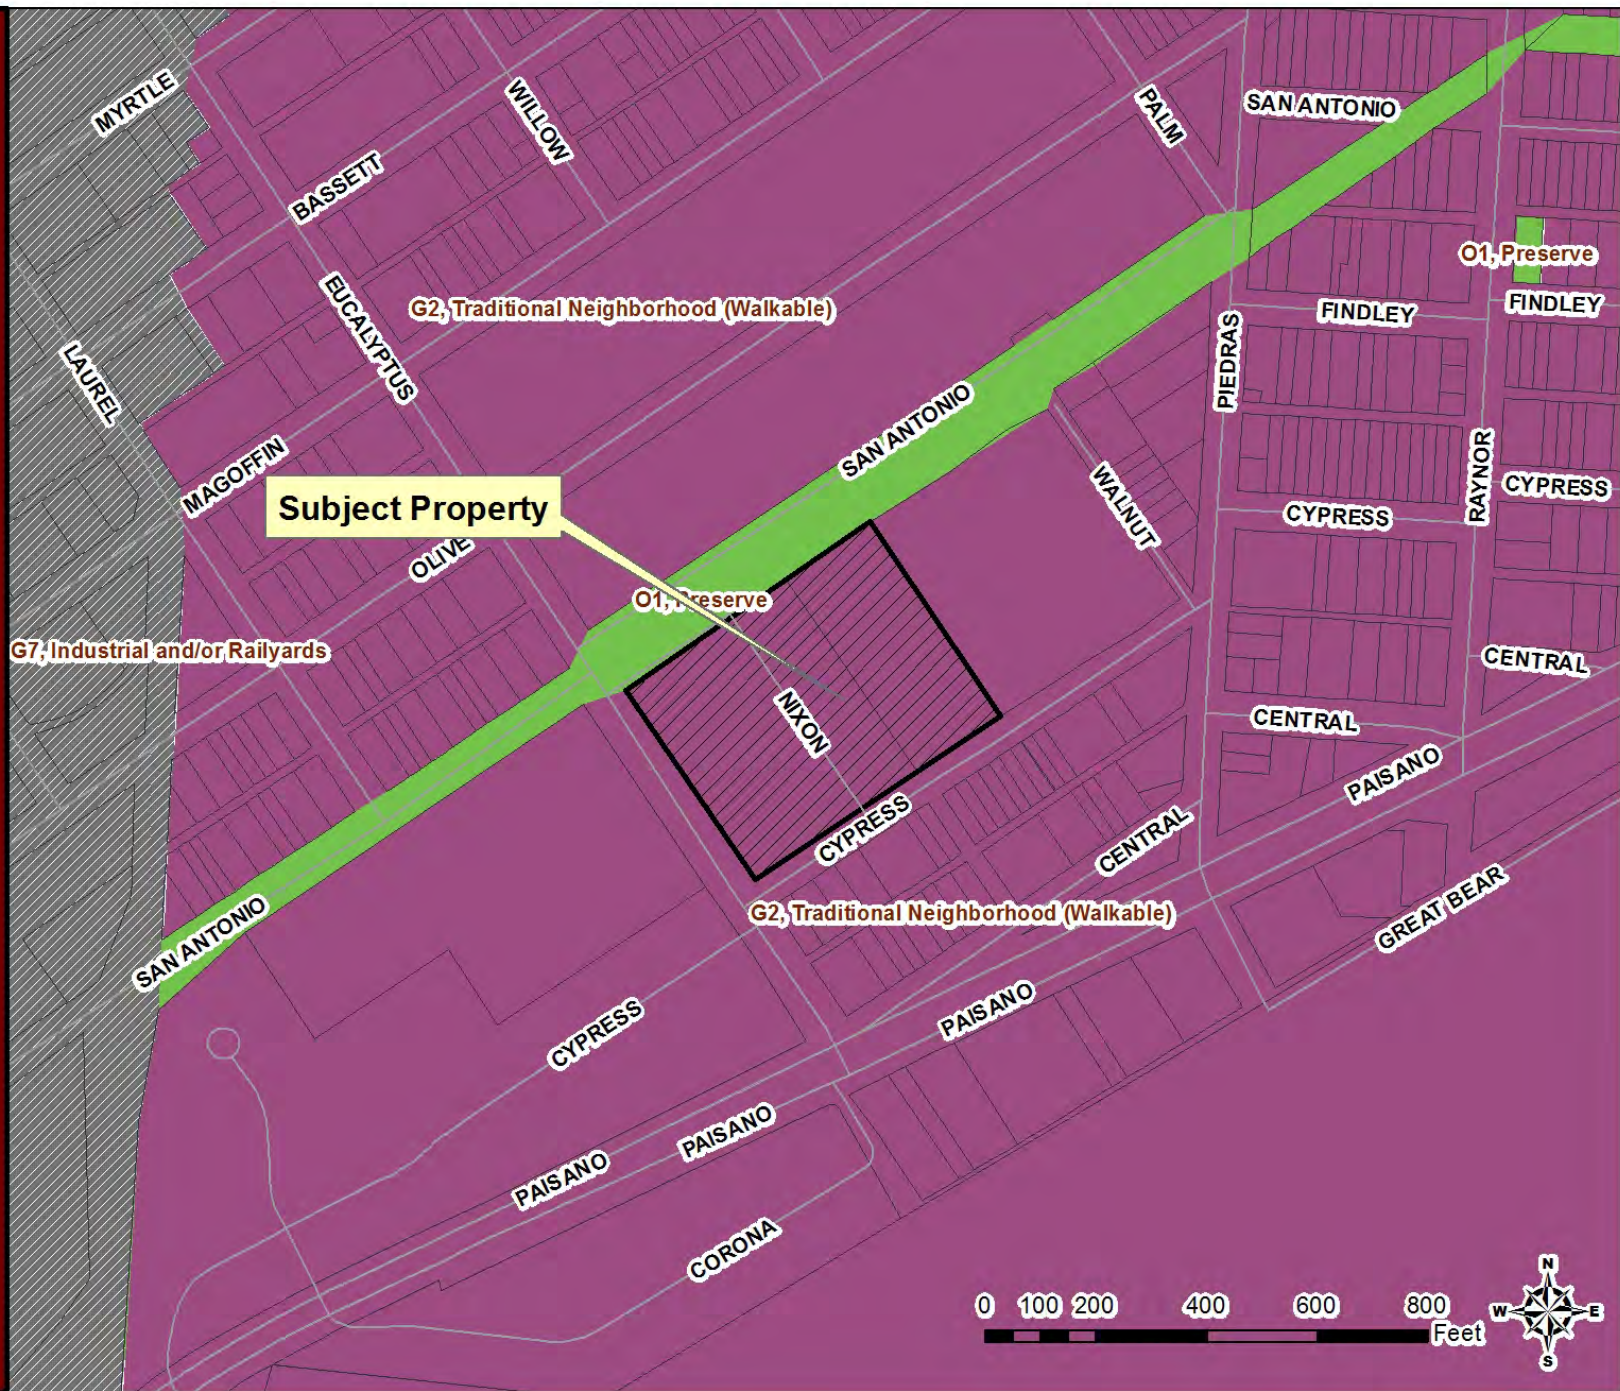 MYRTLE
WILLOW
PALM
SAN ANTONIO
BASSETT
O1, Preserve
EUCALYPTUS
G2, Traditional Neighborhood (Walkable)
FINDLEY
FINDLEY
LAUREL
PIEDRAS
SAN ANTONIO
MAGOFFIN
RAYNOR
WALNUT
CYPRESS
Subject Property
CYPRESS
OLIVE
O1, Preserve
G7, Industrial and/or Railyards
CENTRAL
NIXON
CENTRAL
PAISANO
CYPRESS
CENTRAL
G2, Traditional Neighborhood (Walkable)
GREAT BEAR
SAN ANTONIO
PAISANO
CYPRESS
PAISANO
PAISANO
CORONA
N
0 100 200 400 600 800
W E
Feet
S